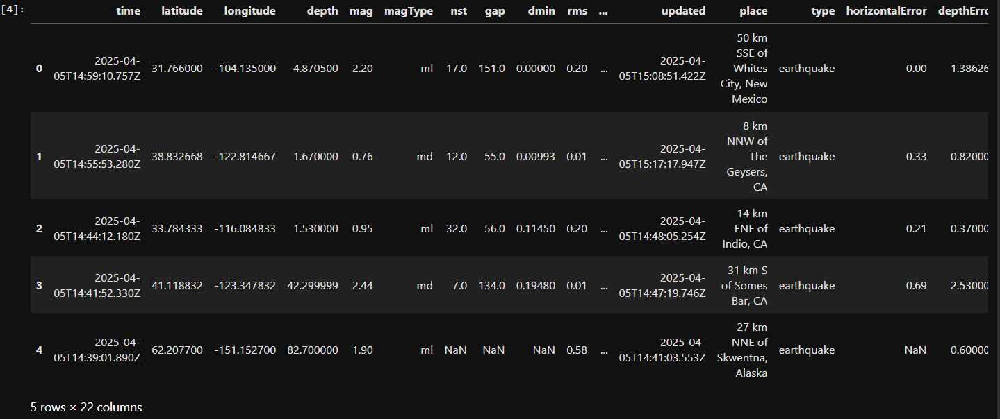 [4]:
time latitude longitude depth mag magType nst gap dmin rms ... updated place type horizontalError depthErro
50 km
SSE of
0 2025-04-05T14:59:10.757Z 31.766000 -104.135000 4.870500 2.20 ml 17.0 151.0 0.00000 0.20 ... 2025-04-05T15:08:51.422Z Whites earthquake 0.00 1.38626
City, New
Mexico
8 km
NNW of
1 2025-04-05T14:55:53.280Z 38.832668 -122.814667 1.670000 0.76 md 12.0 55.0 0.00993 0.01 ... 2025-04-05T15:17:17.947Z The earthquake 0.33 0.82000
Geysers,
CA
14 km
2 2025-04-05T14:44:12.180Z 33.784333 -116.084833 1.530000 0.95 ml 32.0 56.0 0.11450 0.20 ... 2025-04-05T14:48:05.254Z ENE of earthquake 0.21 0.37000
Indio, CA
31 km S
3 2025-04-05T14:41:52.330Z 41.118832 -123.347832 42.299999 2.44 md 7.0 134.0 0.19480 0.01 ... 2025-04-05T14:47:19.746Z of Somes earthquake 0.69 2.53000
Bar, CA
27 km
NNE of
4 2025-04-05T14:39:01.890Z 62.207700 -151.152700 82.700000 1.90 ml NaN NaN NaN 0.58 ... 2025-04-05T14:41:03.553Z Skwentna, earthquake NaN 0.60000
Alaska
5 rows × 22 columns